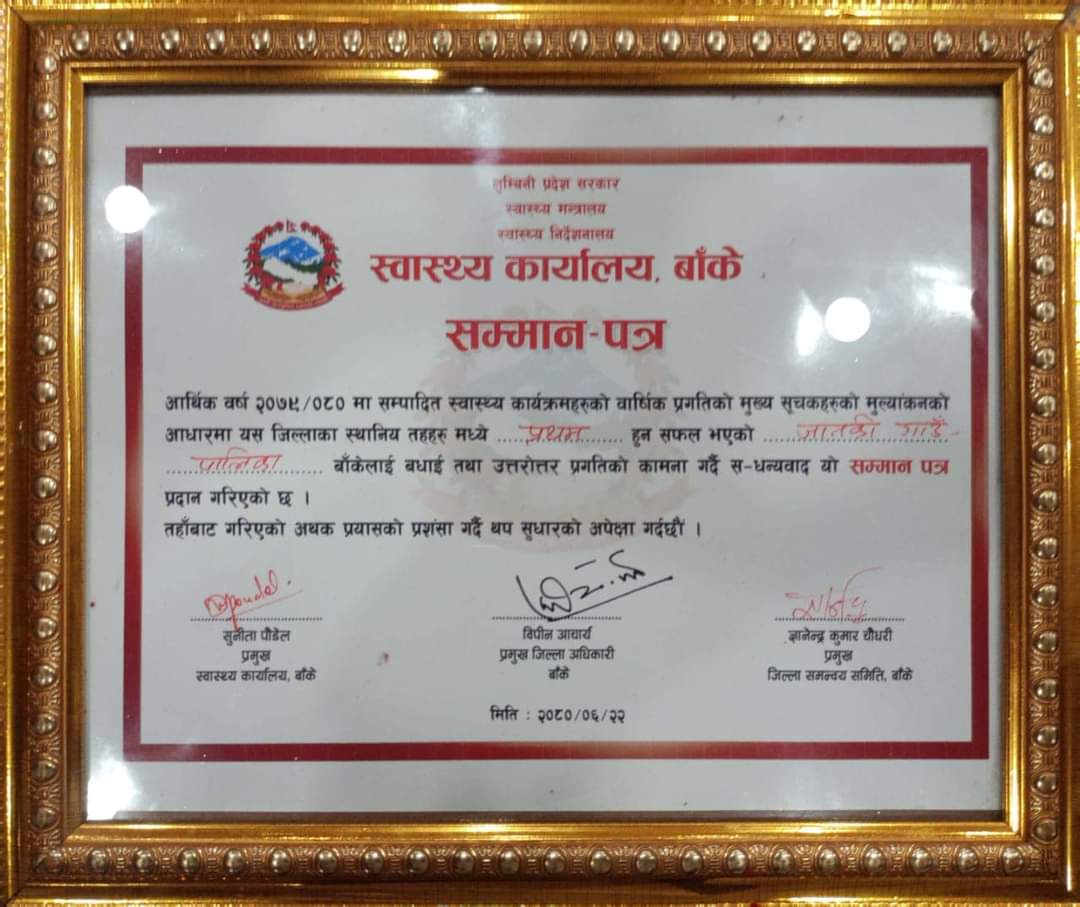 लुम्बिनी प्रदेश सरकार
स्वास्थ्य मन्त्रालय
स्वास्थ्य निर्देशनालय
स्वास्थ्य कार्यालय, बाँके
सम्मान-पत्र
आर्थिक वर्ष २०७९/०८० मा सम्पादित स्वास्थ्य कार्यक्रमहरुको वार्षिक प्रगतिको मुख्य सूचकहरुको मुल्यांकनको
आधारमा यस जिल्लाका स्थानिय तहहरु मध्ये ......प्रथम...... हुन सफल भएको ......जानकी गाउँ-
......पालिका...... बाँकेलाई बधाई तथा उत्तरोत्तर प्रगतिको कामना गर्दै स-धन्यवाद यो सम्मान पत्र
प्रदान गरिएको छ ।
तहाँबाट गरिएको अथक प्रयासको प्रशंसा गर्दै थप सुधारको अपेक्षा गर्दछौं ।
सुनीता पौडेल
प्रमुख
स्वास्थ्य कार्यालय, बाँके
बिपीन आचार्य
प्रमुख जिल्ला अधिकारी
बाँके
ज्ञानेन्द्र कुमार चौधरी
प्रमुख
जिल्ला समन्वय समिति, बाँके
मिति : २०८०/०६/२२